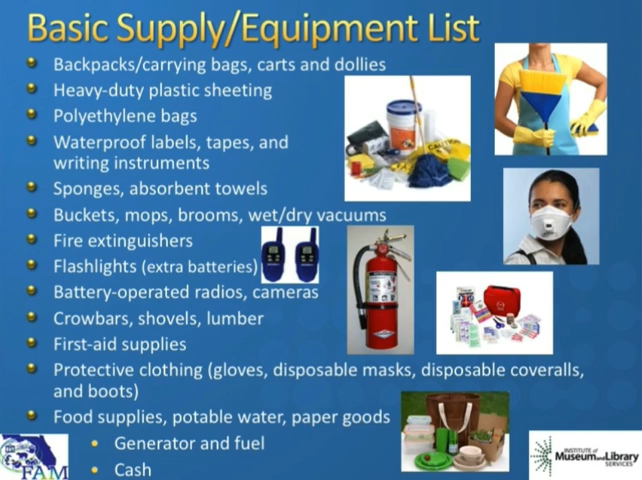 Basic Supply/Equipment List
Backpacks/carrying bags, carts and dollies
Heavy-duty plastic sheeting
Polyethylene bags
Waterproof labels, tapes, and
writing instruments
Sponges, absorbent towels
Buckets, mops, brooms, wet/dry vacuums
Fire extinguishers
Flashlights (extra batteries)
Battery-operated radios, cameras
Crowbars, shovels, lumber
First-aid supplies
Protective clothing (gloves, disposable masks, disposable coveralls,
and boots)
Food supplies, potable water, paper goods
Generator and fuel
Cash
CAUTION
FAM
INSTITUTE of
Museum and Library
SERVICES